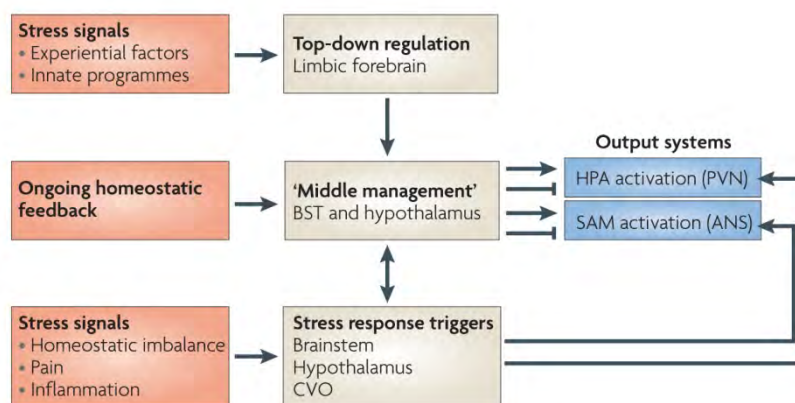 Stress signals
• Experiential factors
• Innate programmes
Top-down regulation
Limbic forebrain
Ongoing homeostatic
feedback
'Middle management'
BST and hypothalamus
Output systems
HPA activation (PVN)
SAM activation (ANS)
Stress signals
• Homeostatic imbalance
• Pain
• Inflammation
Stress response triggers
Brainstem
Hypothalamus
CVO